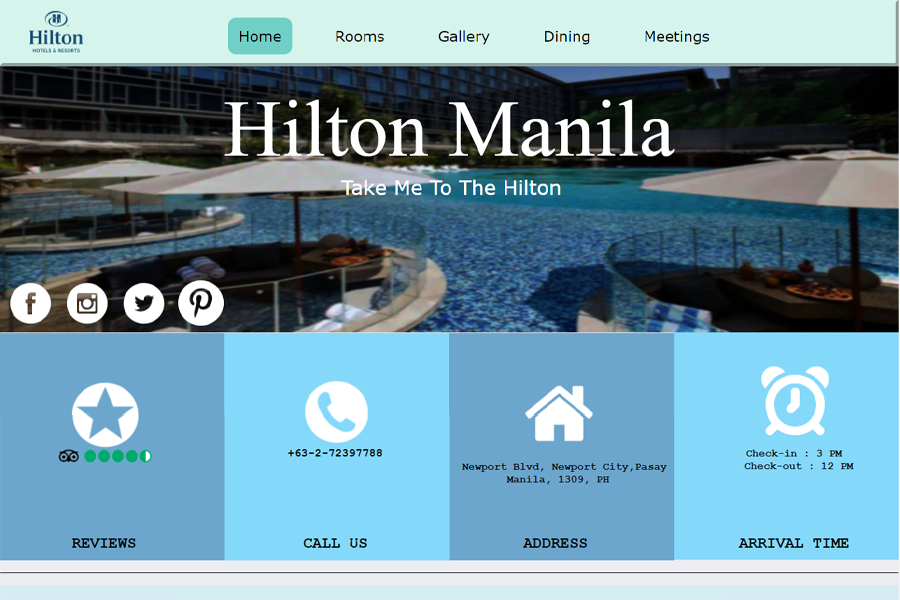 Hilton
HOTELS & RESORTS
Home
Rooms
Gallery
Dining
Meetings
Hilton Manila
Take Me To The Hilton
+63-2-72397788
Newport Blvd, Newport City,Pasay
Manila, 1309, PH
Check-in : 3 PM
Check-out : 12 PM
REVIEWS
CALL US
ADDRESS
ARRIVAL TIME